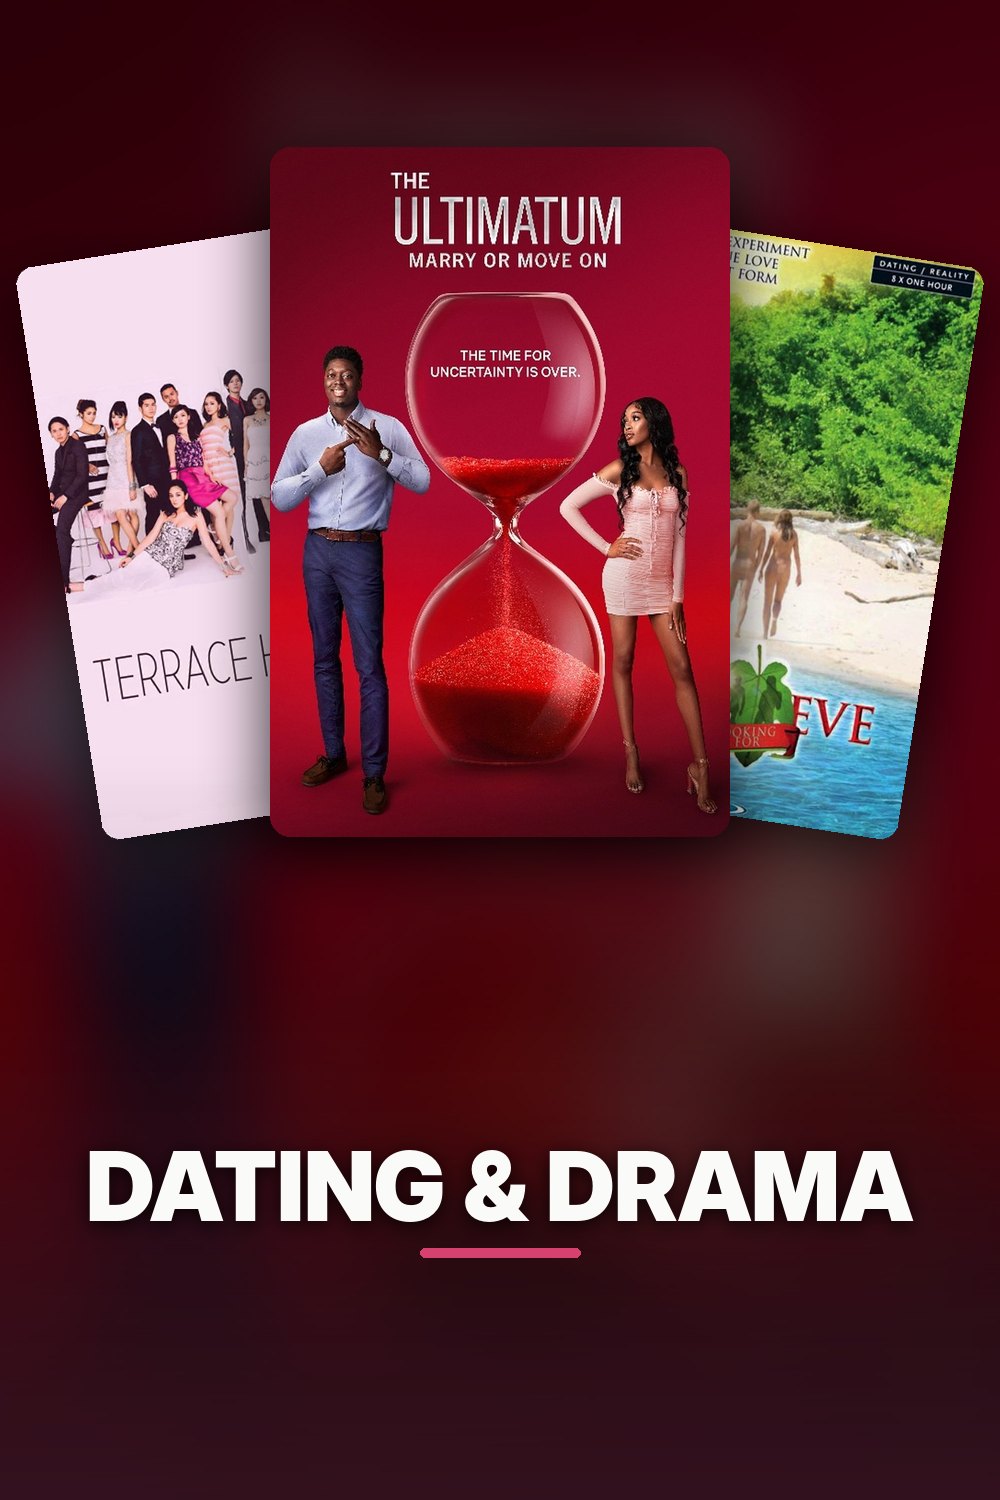 THE
ULTIMATUM
MARRY OR MOVE ON
THE TIME FOR
UNCERTAINTY IS OVER.
TERRACE
EXPERIMENT
LOVE
FORM
DATING / REALITY
8 X ONE HOUR
EVE
FOR
DATING & DRAMA